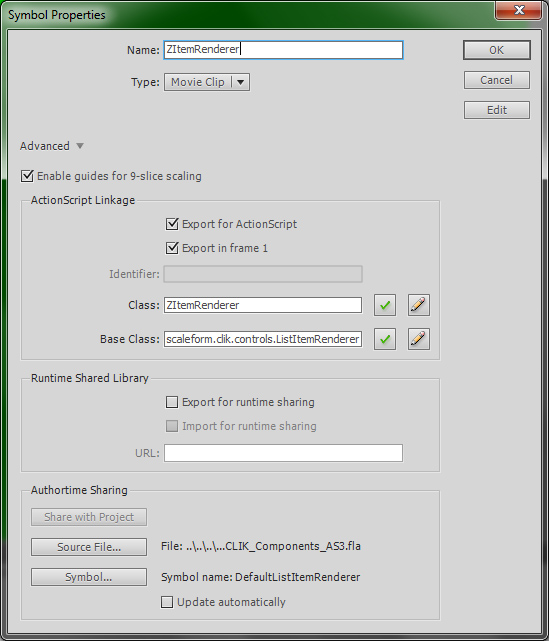 Symbol Properties
Name: ZItemRenderer
OK
Type: Movie Clip
Cancel
Edit
Advanced
Enable guides for 9-slice scaling
ActionScript Linkage
Export for ActionScript
Export in frame 1
Identifier:
Class: ZItemRenderer
Base Class: scaleform.clik.controls.ListItemRenderer
Runtime Shared Library
Export for runtime sharing
Import for runtime sharing
URL:
Authortime Sharing
Share with Project
Source File... File: ..\..\..\...CLIK_Components_AS3.fla
Symbol... Symbol name: DefaultListItemRenderer
Update automatically